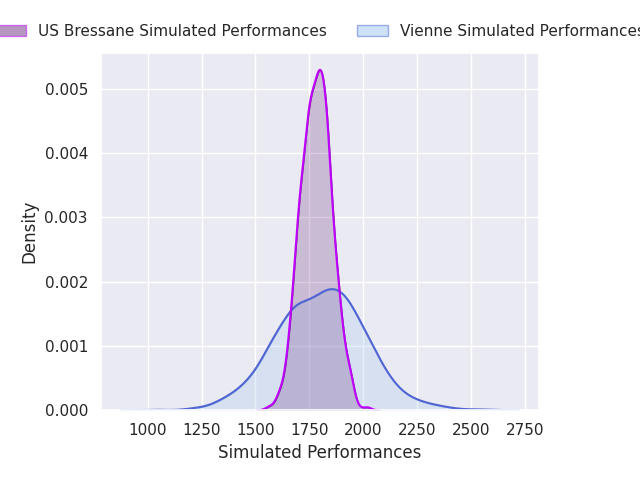 US Bressane Simulated Performances Vienne Simulated Performances
0.005
0.004
0.003
0.002
0.001
0.000
Density
1000 1250 1500 1750 2000 2250 2500 2750
Simulated Performances